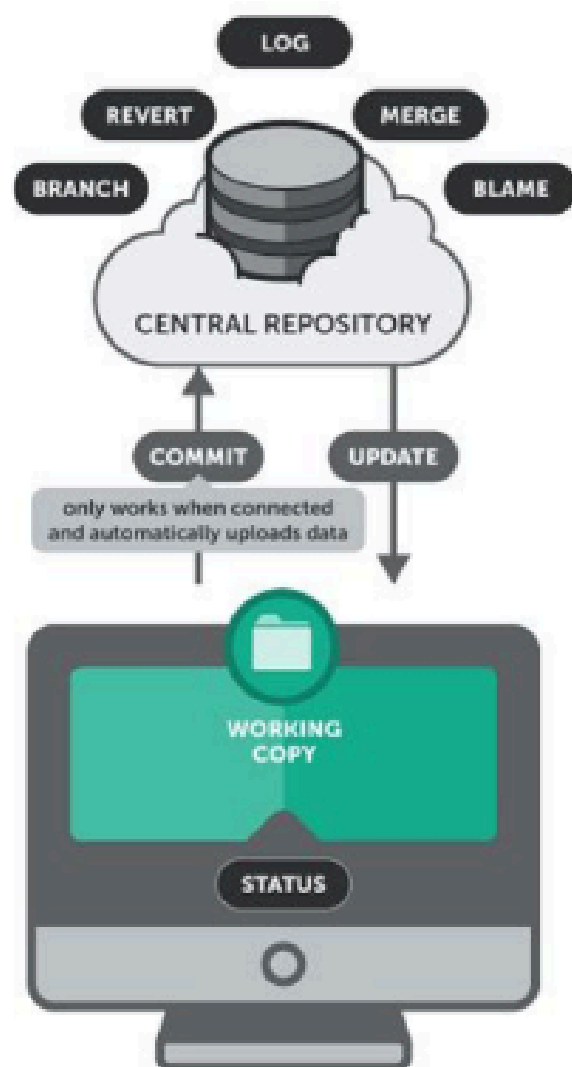 LOG
REVERT
MERGE
BRANCH
BLAME
CENTRAL REPOSITORY
COMMIT
UPDATE
only works when connected
and automatically uploads data
WORKING
COPY
STATUS